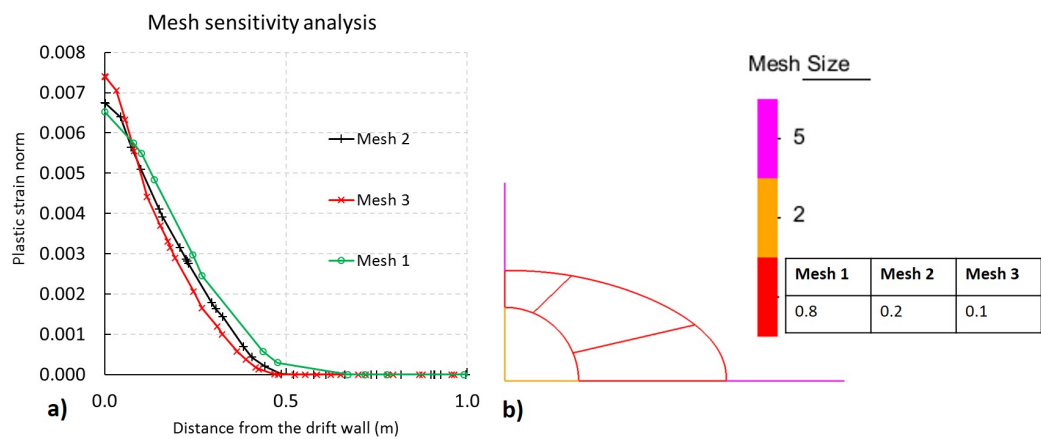 Mesh sensitivity analysis
0.008
0.007
0.006
0.005
0.004
0.003
0.002
0.001
0.000
Plastic strain norm
Mesh 2
Mesh 3
Mesh 1
0.0
0.5
1.0
Distance from the drift wall (m)
a)
Mesh Size
5
2
Mesh 1 Mesh 2 Mesh 3
0.8 0.2 0.1
b)